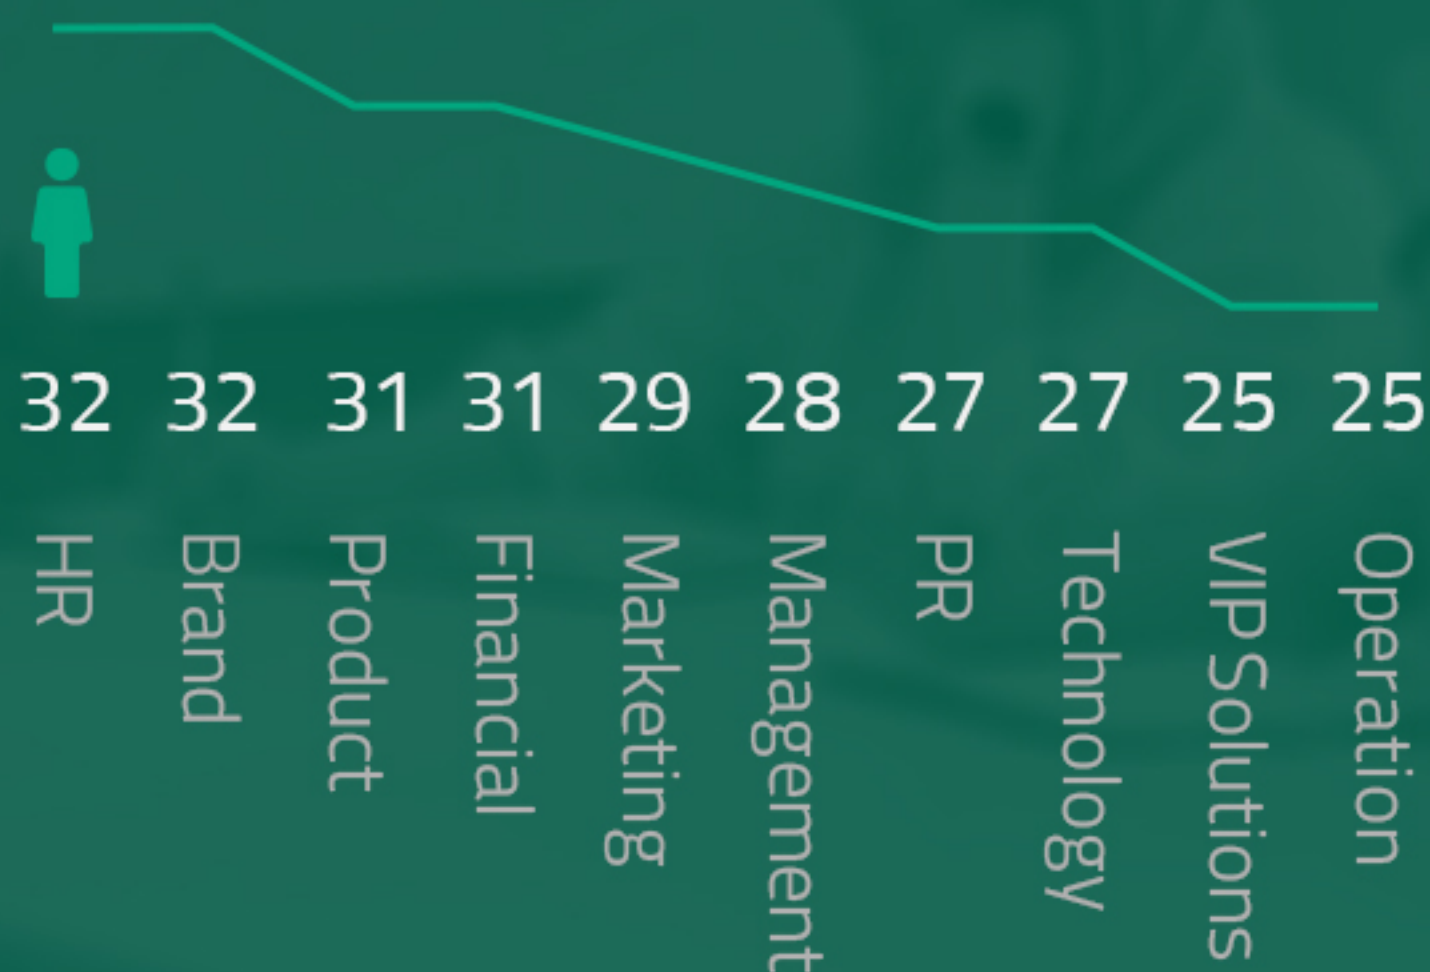 32 32 31 31 29 28 27 27 25 25
HR
Brand
Product
Financial
Marketing
Management
PR
Technology
VIP Solutions
Operation